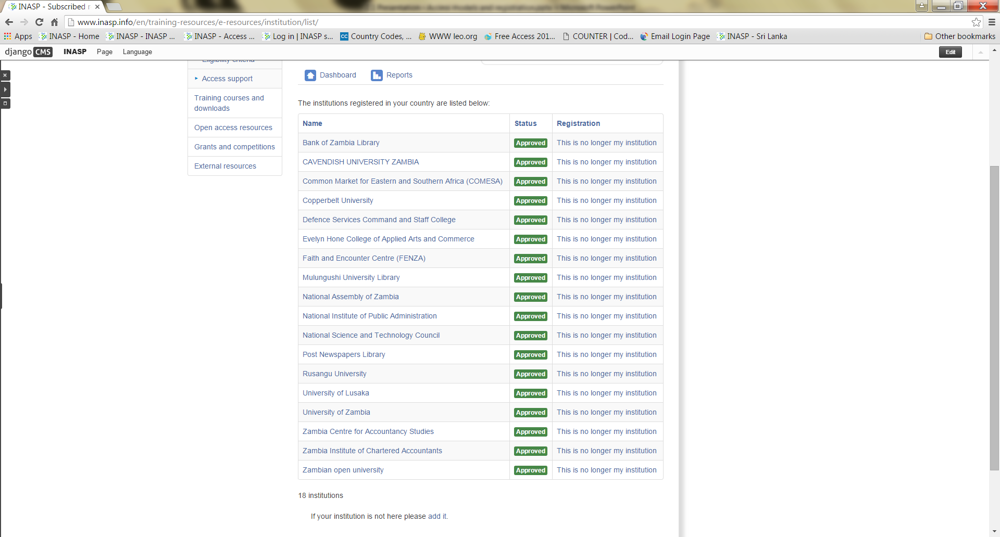 INASP - Subscribed r
www.inasp.info/en/training-resources/e-resources/institution/list/
Apps INASP - Home INASP - INASP ... INASP - Access ... Log in | INASP s... CC Country Codes, ... WWW leo.org Free Access 201... COUNTER | Cod... Email Login Page INASP - Sri Lanka Other bookmarks
django CMS INASP Page Language Edit
Eligibility criteria
Access support
Training courses and
downloads
Open access resources
Grants and competitions
External resources
Dashboard Reports
The institutions registered in your country are listed below:
Name Status Registration
Bank of Zambia Library Approved This is no longer my institution
CAVENDISH UNIVERSITY ZAMBIA Approved This is no longer my institution
Common Market for Eastern and Southern Africa (COMESA) Approved This is no longer my institution
Copperbelt University Approved This is no longer my institution
Defence Services Command and Staff College Approved This is no longer my institution
Evelyn Hone College of Applied Arts and Commerce Approved This is no longer my institution
Faith and Encounter Centre (FENZA) Approved This is no longer my institution
Mulungushi University Library Approved This is no longer my institution
National Assembly of Zambia Approved This is no longer my institution
National Institute of Public Administration Approved This is no longer my institution
National Science and Technology Council Approved This is no longer my institution
Post Newspapers Library Approved This is no longer my institution
Rusangu University Approved This is no longer my institution
University of Lusaka Approved This is no longer my institution
University of Zambia Approved This is no longer my institution
Zambia Centre for Accountancy Studies Approved This is no longer my institution
Zambia Institute of Chartered Accountants Approved This is no longer my institution
Zambian open university Approved This is no longer my institution
18 institutions
If your institution is not here please add it.